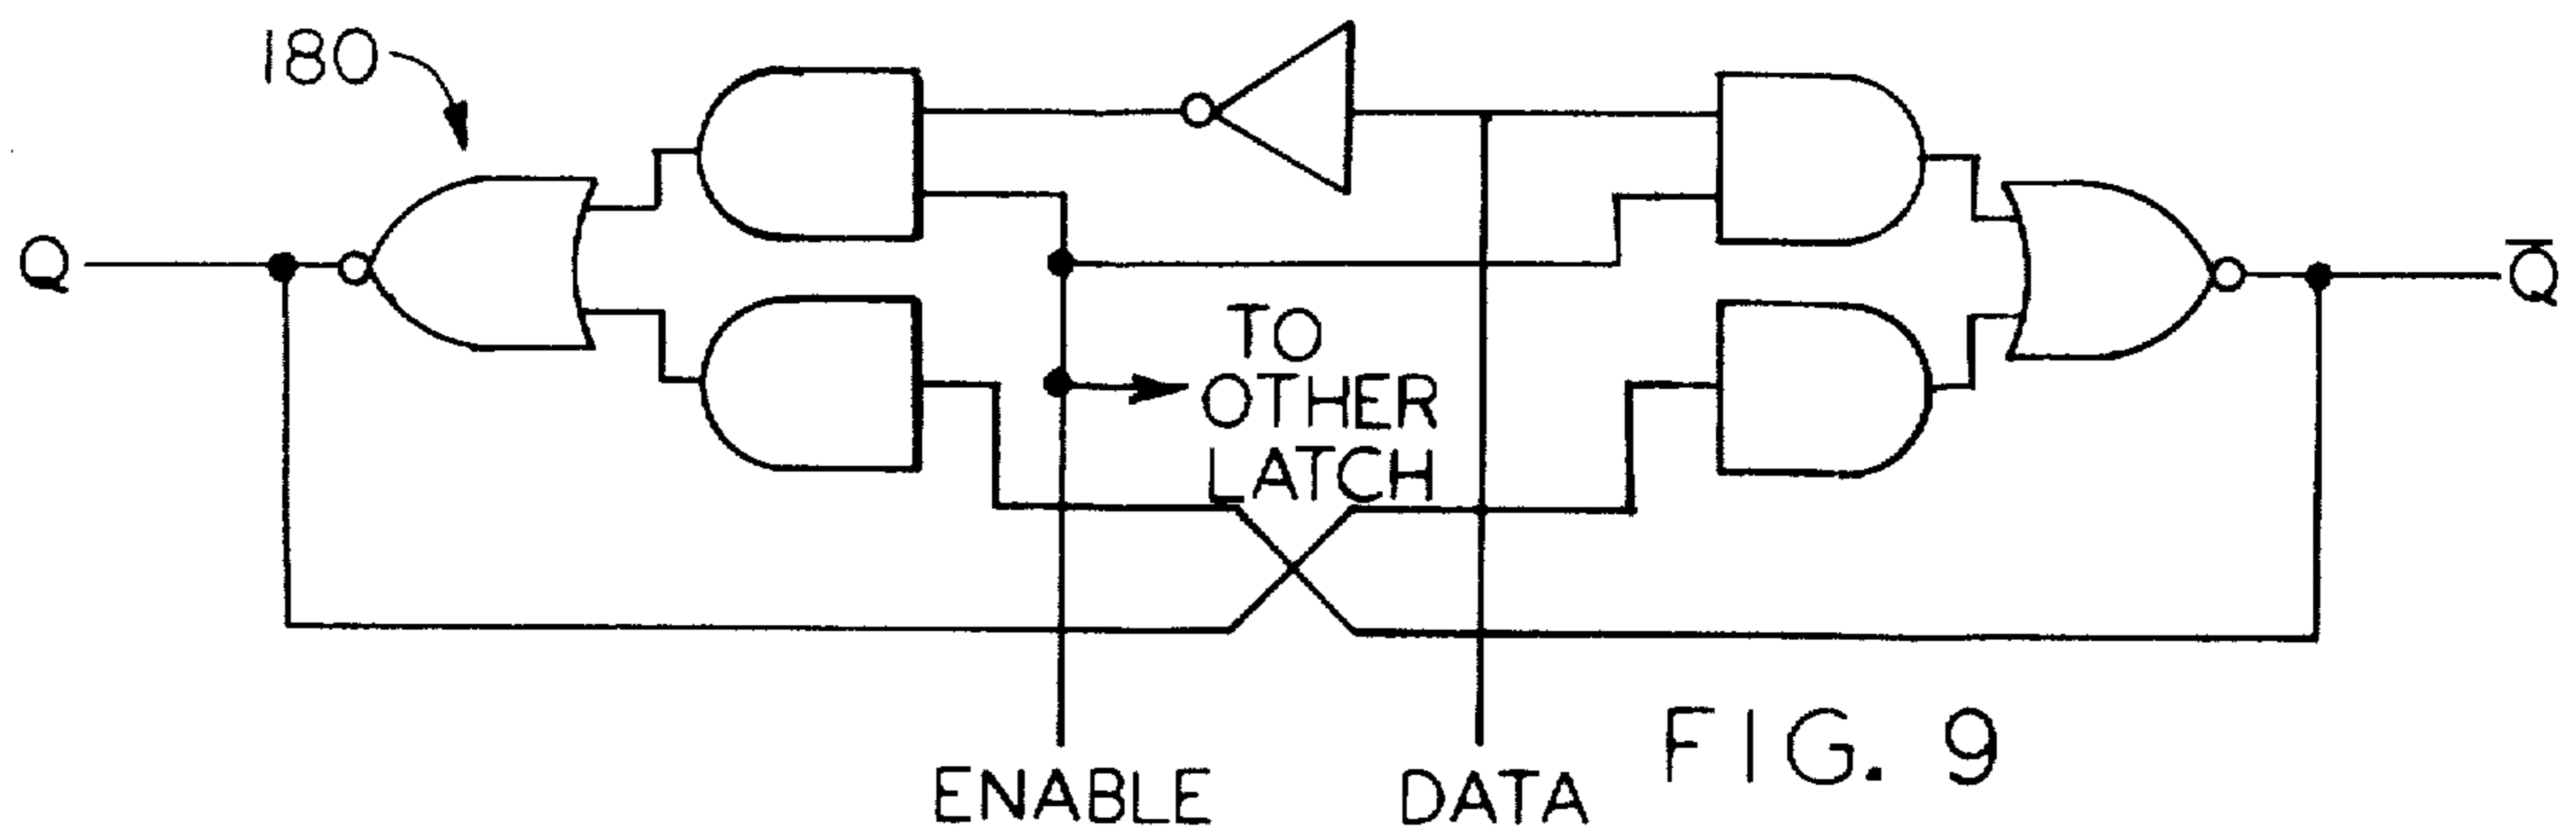 180
Q
Q̅
TO
OTHER
LATCH
ENABLE
DATA
FIG. 9